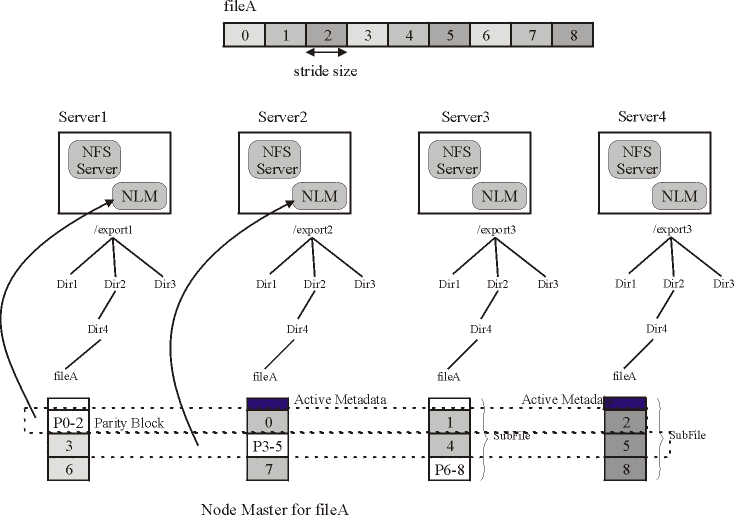 fileA
0 1 2 3 4 5 6 7 8
stride size
Server1 Server2 Server3 Server4
NFS Server NFS Server NFS Server NFS Server
NLM NLM NLM NLM
/export1 /export2 /export3 /export3
Dir1 Dir2 Dir3 Dir1 Dir2 Dir3 Dir1 Dir2 Dir3 Dir1 Dir2 Dir3
Dir4 Dir4 Dir4 Dir4
fileA fileA fileA fileA
Active Metadata Active Metadata
P0-2 Parity Block 0 1 2
3 P3-5 4 SubFile 5 SubFile
6 7 P6-8 8
Node Master for fileA